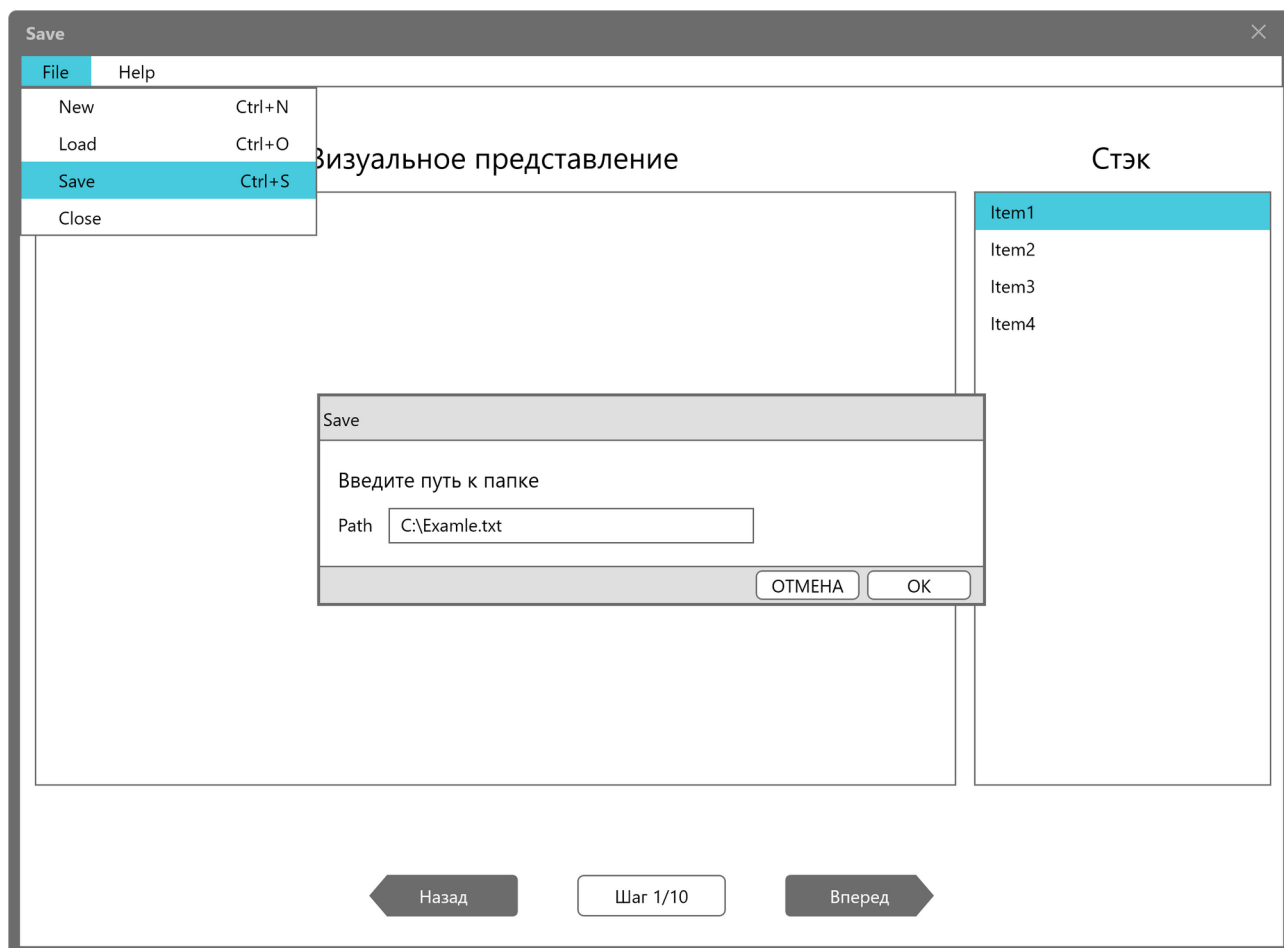 Save
File Help
New Ctrl+N
Load Ctrl+O
Save Ctrl+S
Close
Визуальное представление
Стэк
Item1
Item2
Item3
Item4
Save
Введите путь к папке
Path C:\Examle.txt
ОТМЕНА ОК
Назад Шаг 1/10 Вперед